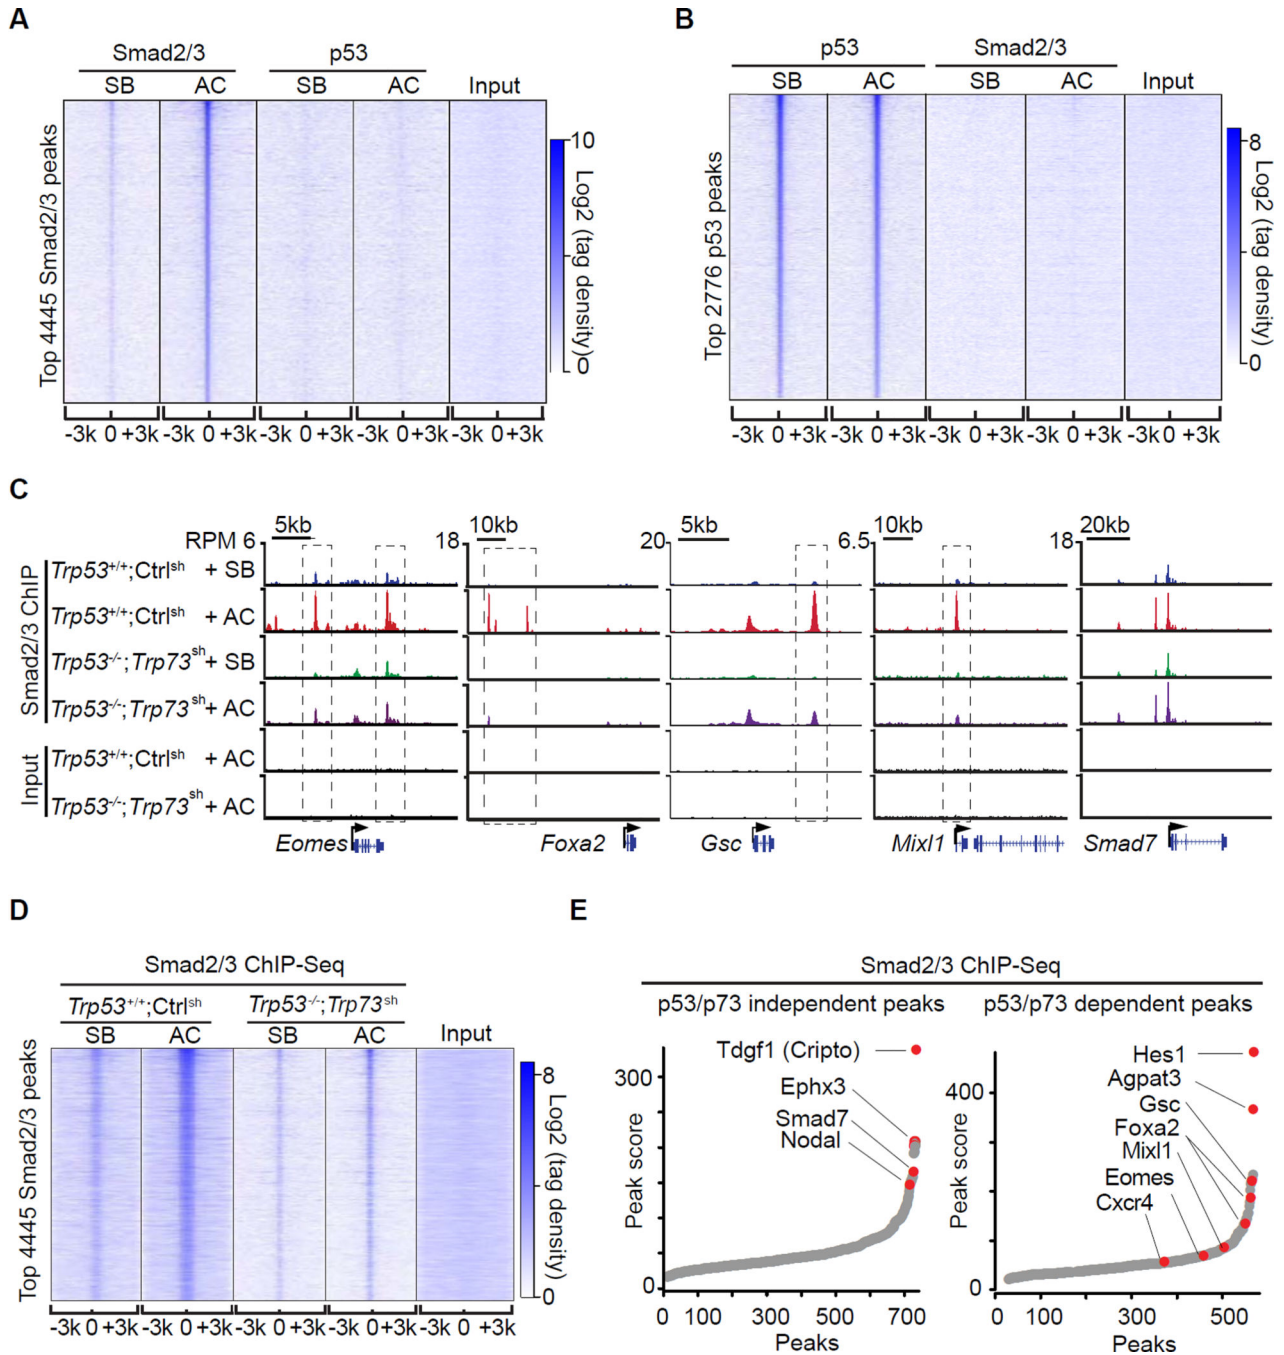 A
Smad2/3 p53
SB AC SB AC Input
Top 4445 Smad2/3 peaks
10
Log2 (tag density)
0
-3k 0 +3k -3k 0 +3k -3k 0 +3k -3k 0 +3k -3k 0 +3k
B
p53 Smad2/3
SB AC SB AC Input
Top 2776 p53 peaks
8
Log2 (tag density)
0
-3k 0 +3k -3k 0 +3k -3k 0 +3k -3k 0 +3k -3k 0 +3k
C
5kb 10kb 5kb 10kb 20kb
RPM 6 18 20 6.5 18
Smad2/3 ChIP
Trp53+/+;Ctrlsh + SB
Trp53+/+;Ctrlsh + AC
Trp53-/-;Trp73sh + SB
Trp53-/-;Trp73sh + AC
Input
Trp53+/+;Ctrlsh + AC
Trp53-/-;Trp73sh + AC
Eomes Foxa2 Gsc Mixl1 Smad7
D
Smad2/3 ChIP-Seq
Trp53+/+;Ctrlsh Trp53-/-;Trp73sh
SB AC SB AC Input
Top 4445 Smad2/3 peaks
8
Log2 (tag density)
0
-3k 0 +3k -3k 0 +3k -3k 0 +3k -3k 0 +3k -3k 0 +3k
E
Smad2/3 ChIP-Seq
p53/p73 independent peaks
Tdgf1 (Cripto)
300
Ephx3
Smad7
Nodal
Peak score
0
0 100 300 500 700
Peaks
p53/p73 dependent peaks
Hes1
Agpat3
400
Gsc
Foxa2
Mixl1
Eomes
Cxcr4
Peak score
0
0 100 300 500
Peaks